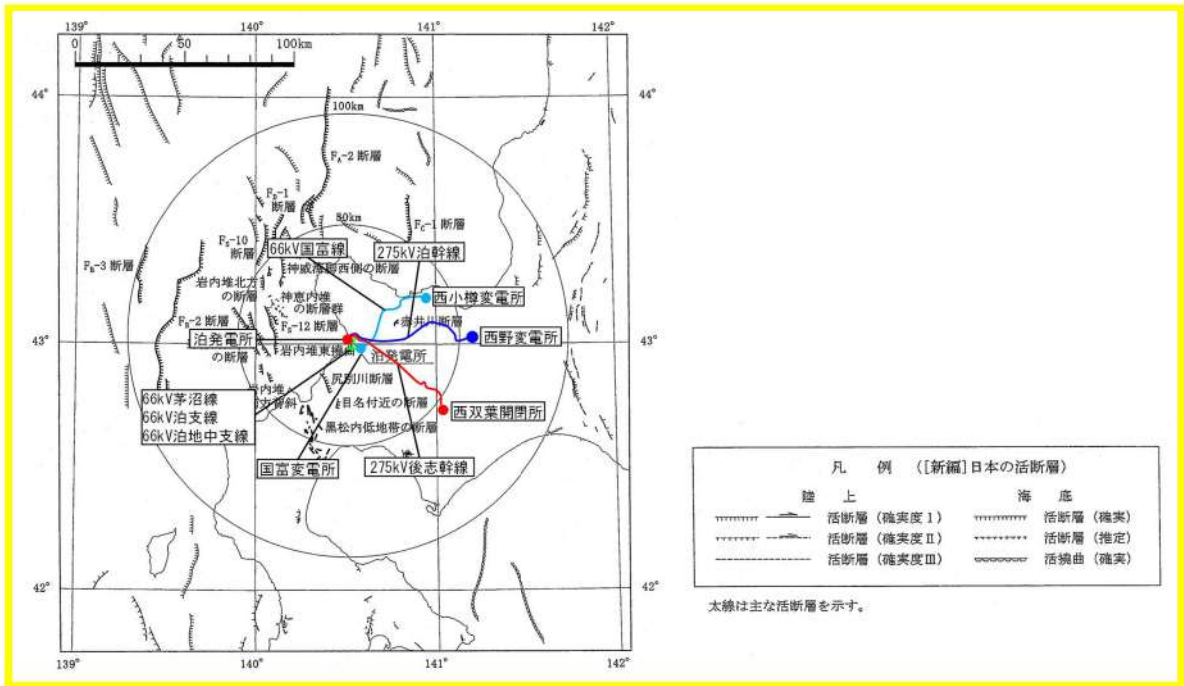 139°
140°
141°
142°
0
50
100km
44°
44°
100km
FA-2 断層
FD-1
断層
50km
FC-1 断層
FS-10
断層
66kV国富線
275kV泊幹線
FB-3 断層
神威海脚西側の断層
岩内堆北方
の断層
神恵内堆
の断層群
西小樽変電所
FB-2 断層
FS-12 断層
赤井川断層
43°
泊発電所
の断層
岩内堆東撓曲
泊発電所
西野変電所
43°
尻別川断層
岩内堆
66kV茅沼線
66kV泊支線
66kV泊地中支線
目名付近の断層
西双葉開閉所
黒松内低地帯の断層
国富変電所
275kV後志幹線
42°
42°
139°
140°
141°
142°
凡 例 ([新編]日本の活断層)
陸 上
海 底
活断層 (確実度Ⅰ)
活断層 (確実)
活断層 (確実度Ⅱ)
活断層 (推定)
活断層 (確実度Ⅲ)
活撓曲 (確実)
太線は主な活断層を示す。